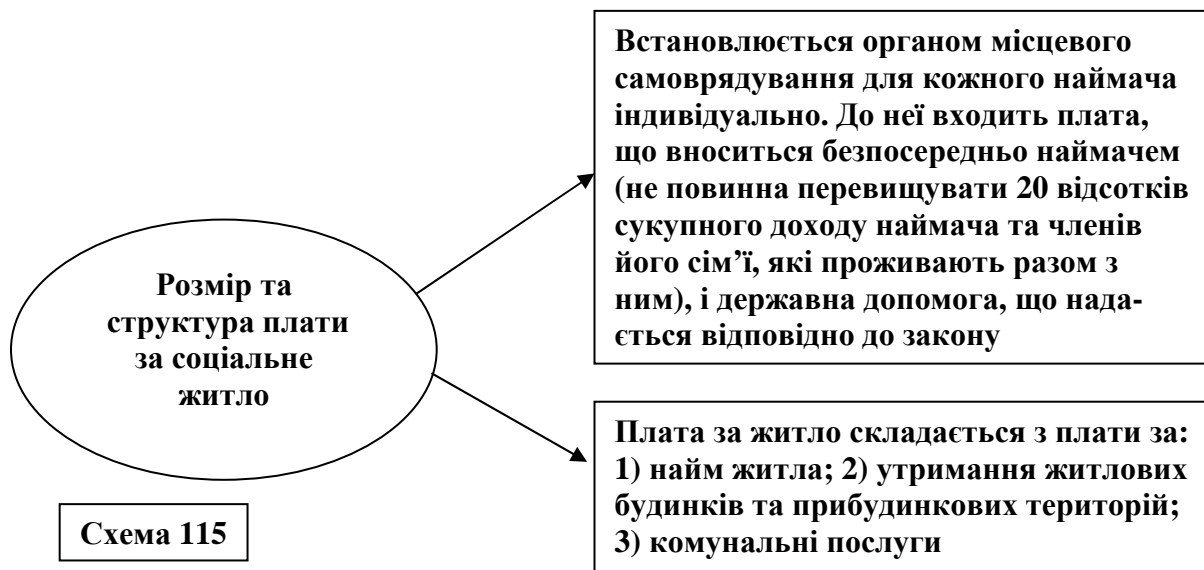 Встановлюється органом місцевого
самоврядування для кожного наймача
індивідуально. До неї входить плата,
що вноситься безпосередньо наймачем
(не повинна перевищувати 20 відсотків
сукупного доходу наймача та членів
його сім’ї, які проживають разом з
ним), і державна допомога, що нада-
ється відповідно до закону
Розмір та
структура плати
за соціальне
житло
Плата за житло складається з плати за:
1) найм житла; 2) утримання житлових
будинків та прибудинкових територій;
3) комунальні послуги
Схема 115